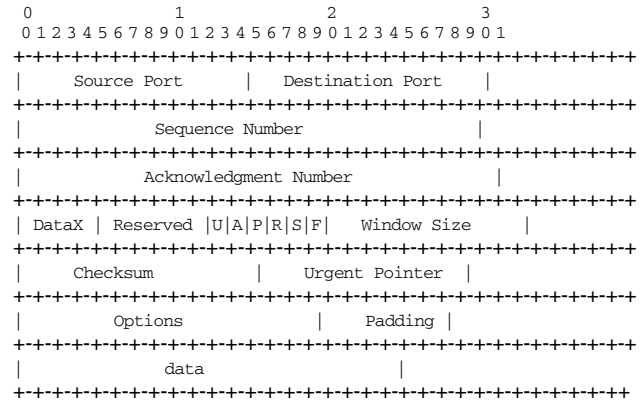 0 1 2 3
0 1 2 3 4 5 6 7 8 9 0 1 2 3 4 5 6 7 8 9 0 1 2 3 4 5 6 7 8 9 0 1
+-+-+-+-+-+-+-+-+-+-+-+-+-+-+-+-+-+-+-+-+-+-+-+-+-+-+-+-+-+-+-+-+
| Source Port | Destination Port |
+-+-+-+-+-+-+-+-+-+-+-+-+-+-+-+-+-+-+-+-+-+-+-+-+-+-+-+-+-+-+-+-+
| Sequence Number |
+-+-+-+-+-+-+-+-+-+-+-+-+-+-+-+-+-+-+-+-+-+-+-+-+-+-+-+-+-+-+-+-+
| Acknowledgment Number |
+-+-+-+-+-+-+-+-+-+-+-+-+-+-+-+-+-+-+-+-+-+-+-+-+-+-+-+-+-+-+-+-+
| DataX | Reserved |U|A|P|R|S|F| Window Size |
+-+-+-+-+-+-+-+-+-+-+-+-+-+-+-+-+-+-+-+-+-+-+-+-+-+-+-+-+-+-+-+-+
| Checksum | Urgent Pointer |
+-+-+-+-+-+-+-+-+-+-+-+-+-+-+-+-+-+-+-+-+-+-+-+-+-+-+-+-+-+-+-+-+
| Options | Padding |
+-+-+-+-+-+-+-+-+-+-+-+-+-+-+-+-+-+-+-+-+-+-+-+-+-+-+-+-+-+-+-+-+
| data |
+-+-+-+-+-+-+-+-+-+-+-+-+-+-+-+-+-+-+-+-+-+-+-+-+-+-+-+-+-+-+-++